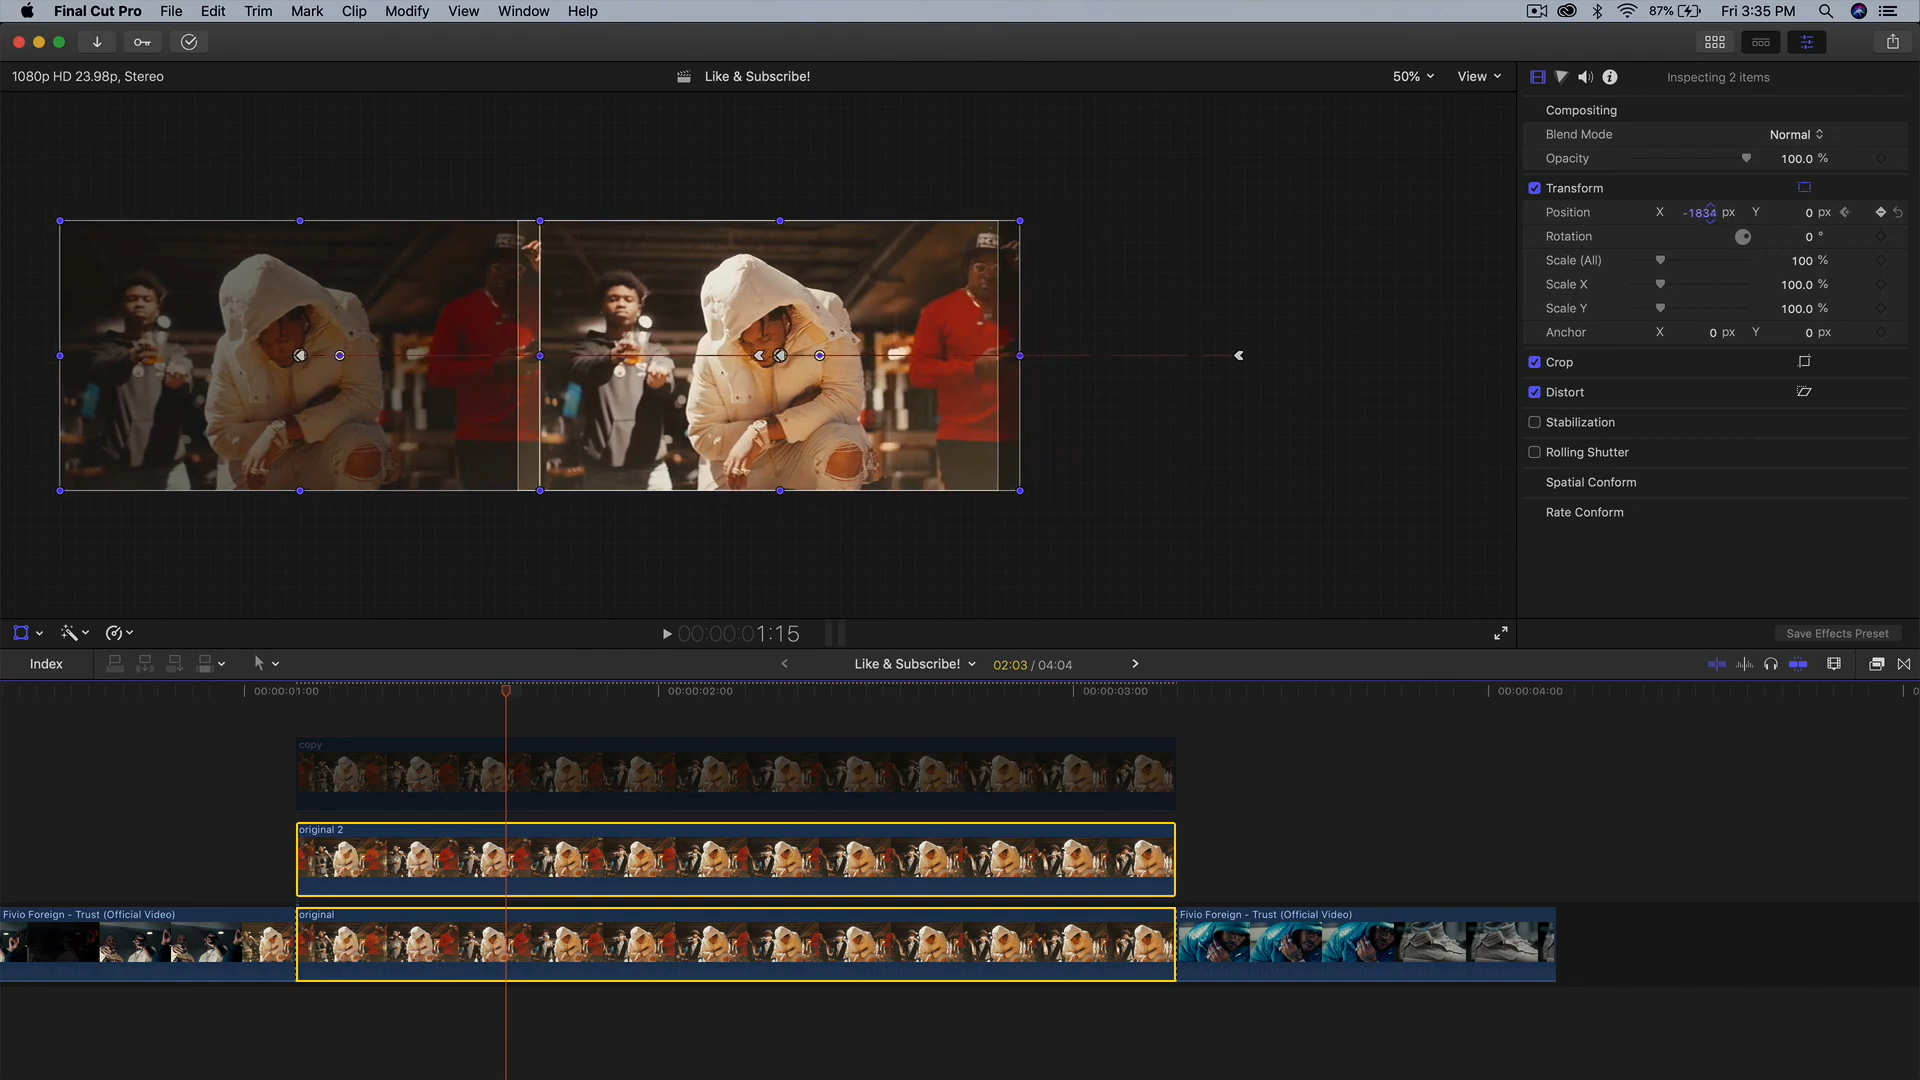 Final Cut Pro File Edit Trim Mark Clip Modify View Window Help 87% Fri 3:35 PM
1080p HD 23.98p, Stereo Like & Subscribe! 50% View Inspecting 2 items
Compositing
Blend Mode Normal
Opacity 100.0 %
Transform
Position X -1834 px Y 0 px
Rotation 0 °
Scale (All) 100 %
Scale X 100.0 %
Scale Y 100.0 %
Anchor X 0 px Y 0 px
Crop
Distort
Stabilization
Rolling Shutter
Spatial Conform
Rate Conform
00:00:01:15 Save Effects Preset
Index Like & Subscribe! 02:03 / 04:04
00:00:01:00 00:00:02:00 00:00:03:00 00:00:04:00
copy
original 2
Fivio Foreign - Trust (Official Video) original Fivio Foreign - Trust (Official Video)